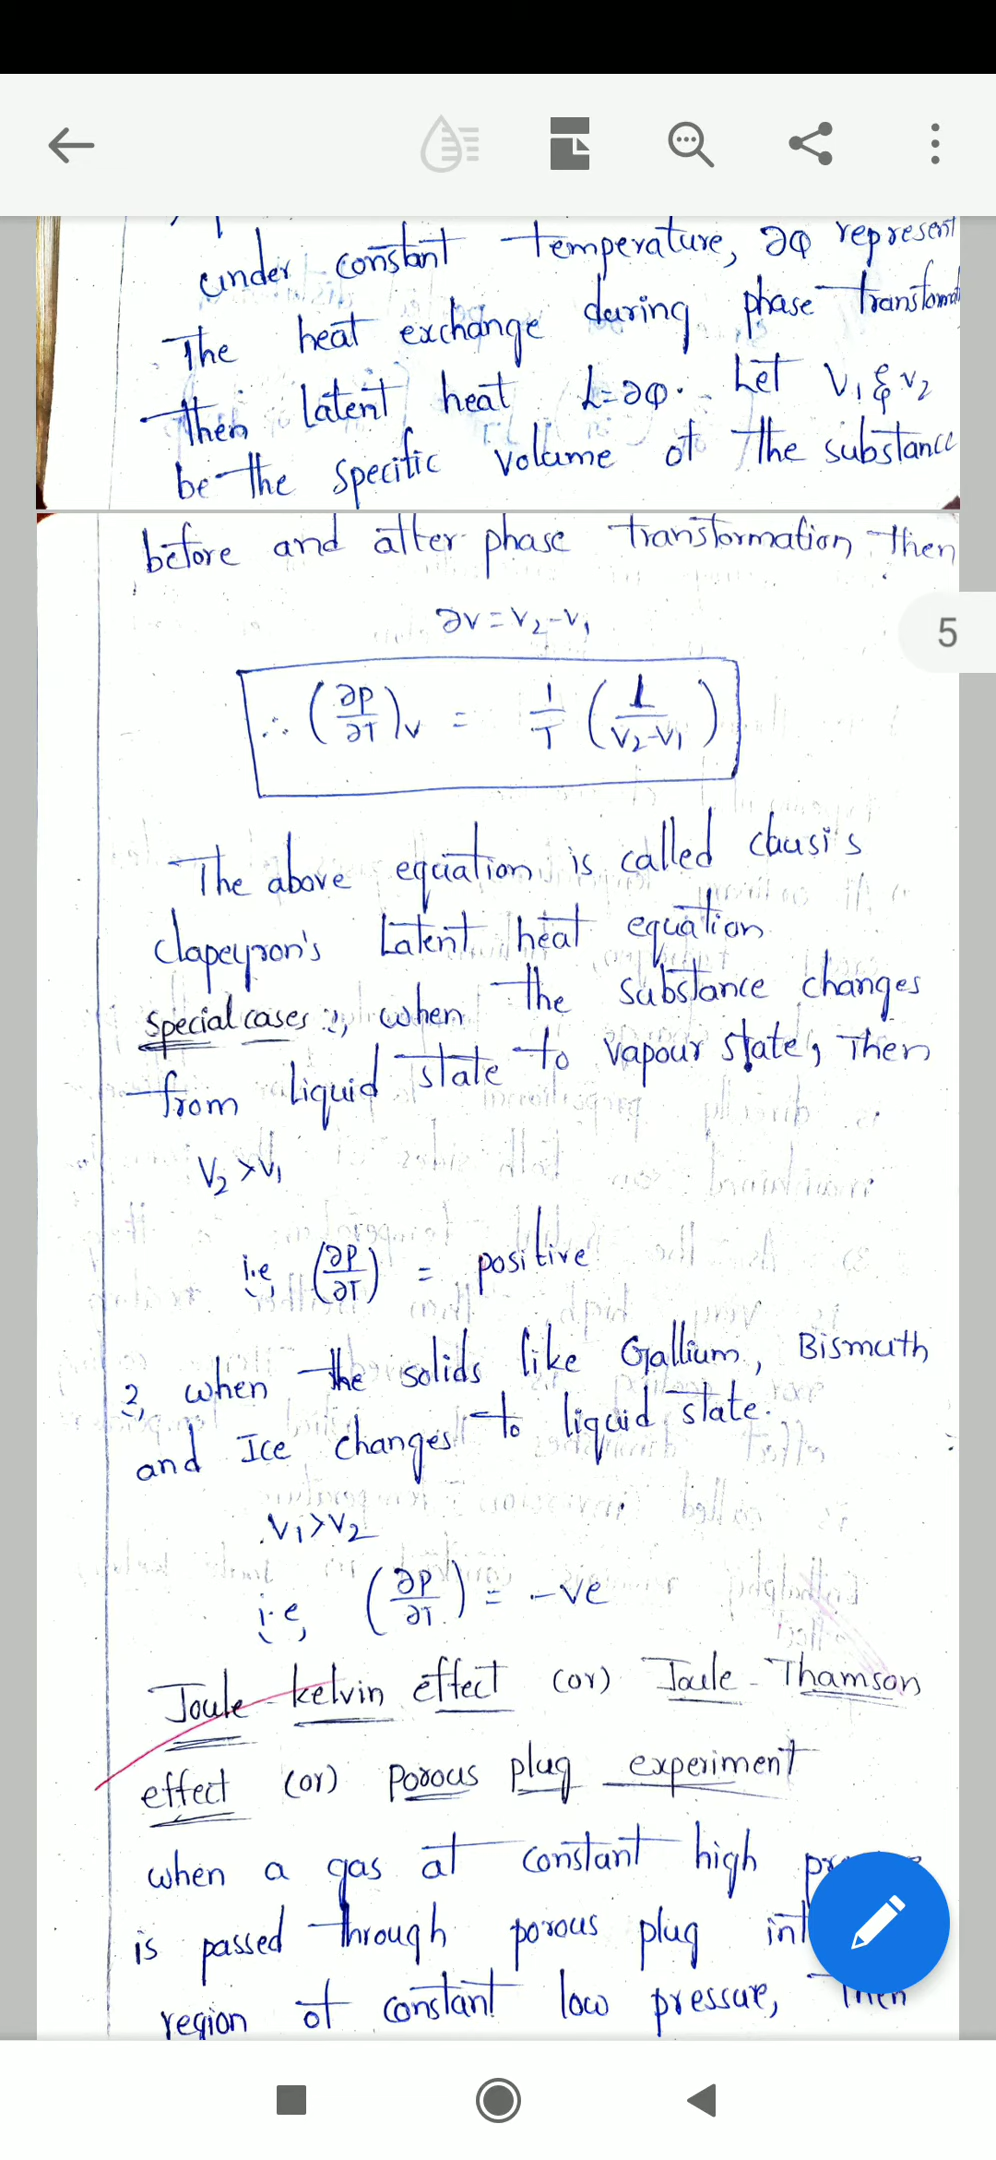 under constant temperature, ∂Q represent
The heat exchange during phase transformat
Then latent heat L=∂Q. Let V₁ & V₂
be the specific volume of the substance
before and after phase transformation Then
5
∂v = v₂-v₁
∴ (∂P/∂T)v = 1/T (L/v₂-v₁)
The above equation is called clausi's
clapeyron's Latent heat equation
Special cases :, when the substance changes
from liquid state to vapour state, Then
V₂ > V₁
i.e, (∂P/∂T) = positive
2, when the solids like Gallium, Bismuth
and Ice changes to liquid state.
V₁>V₂
i.e, (∂P/∂T) = -ve
Joule-kelvin effect (or) Joule-Thamson
effect (or) Porous plug experiment
when a gas at constant high
is passed through porous plug
region of constant low pressure, Then